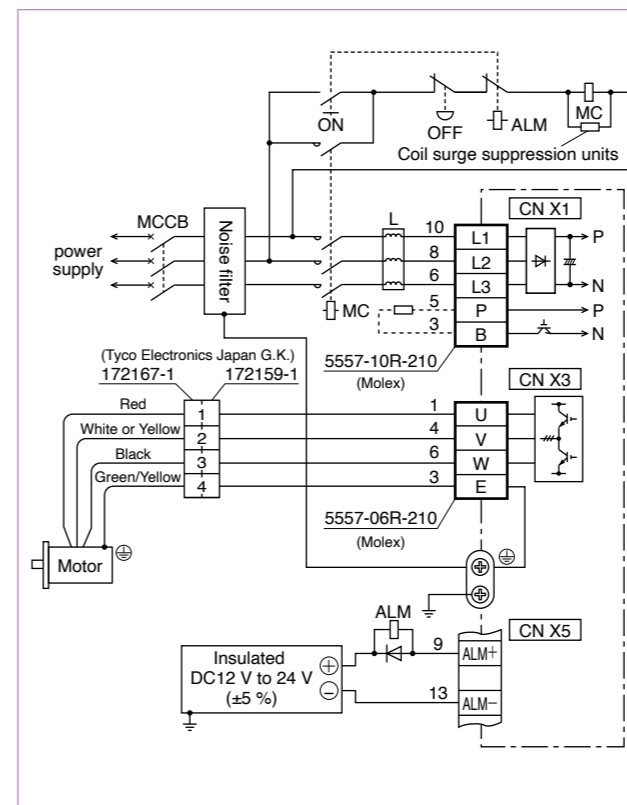 ON
OFF
ALM
MC
Coil surge suppression units
MCCB
power
supply
Noise filter
L
MC
10
8
6
5
3
L1
L2
L3
P
B
CN X1
P
N
P
N
5557-10R-210
(Molex)
(Tyco Electronics Japan G.K.)
172167-1 172159-1
Red
White or Yellow
Black
Green/Yellow
1
2
3
4
1
4
6
3
U
V
W
E
CN X3
5557-06R-210
(Molex)
Motor
ALM
Insulated
DC12 V to 24 V
(±5 %)
+
−
9
13
ALM+
ALM−
CN X5